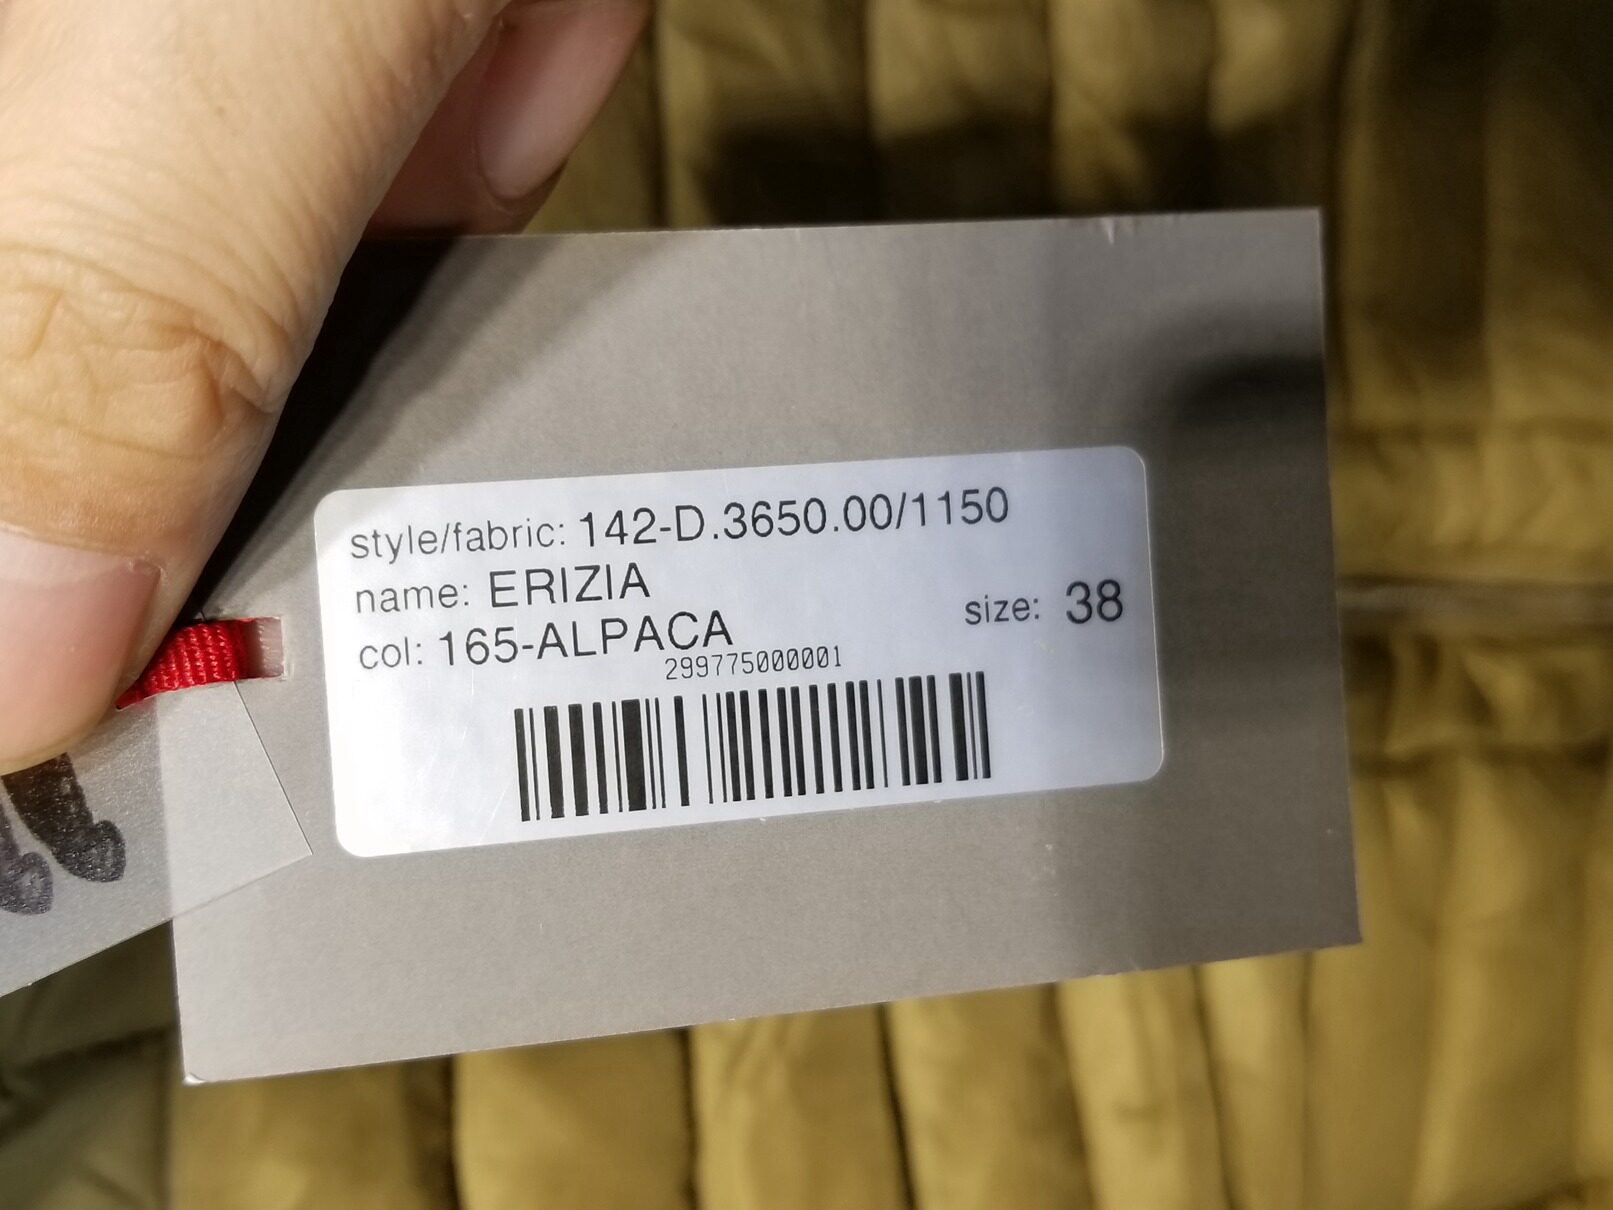 style/fabric: 142-D.3650.00/1150
name: ERIZIA
size: 38
col: 165-ALPACA
299775000001